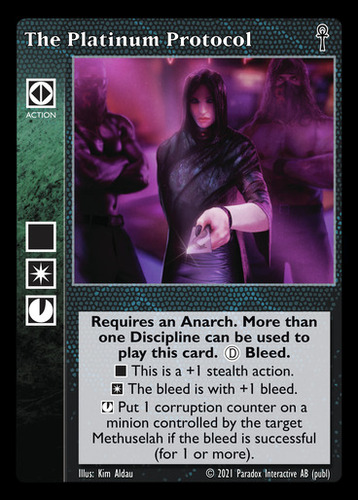 The Platinum Protocol
ACTION
Requires an Anarch. More than
one Discipline can be used to
play this card. Ⓓ Bleed.
This is a +1 stealth action.
The bleed is with +1 bleed.
Put 1 corruption counter on a
minion controlled by the target
Methuselah if the bleed is successful
(for 1 or more).
Illus: Kim Aldau © 2021 Paradox Interactive AB (publ)